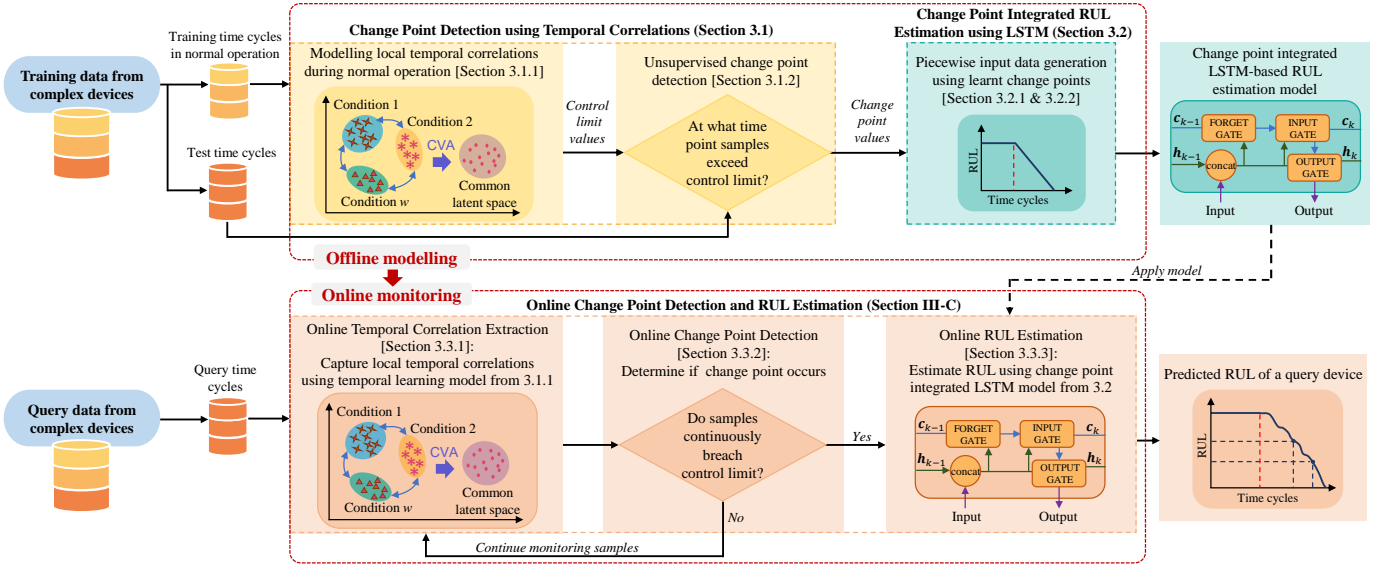 Change Point Detection using Temporal Correlations (Section 3.1)
Change Point Integrated RUL
Estimation using LSTM (Section 3.2)
Training data from
complex devices
Training time cycles
in normal operation
Test time cycles
Modelling local temporal correlations
during normal operation [Section 3.1.1]
Condition 1
Condition 2
CVA
Condition w
Common
latent space
Control
limit
values
Unsupervised change point
detection [Section 3.1.2]
At what time
point samples
exceed
control limit?
Change
point
values
Piecewise input data generation
using learnt change points
[Section 3.2.1 & 3.2.2]
RUL
Time cycles
Change point integrated
LSTM-based RUL
estimation model
c_{k-1}
FORGET
GATE
INPUT
GATE
c_k
h_{k-1}
concat
OUTPUT
GATE
h_k
Input
Output
Offline modelling
Online monitoring
Apply model
Online Change Point Detection and RUL Estimation (Section III-C)
Query data from
complex devices
Query time
cycles
Online Temporal Correlation Extraction
[Section 3.3.1]:
Capture local temporal correlations
using temporal learning model from 3.1.1
Condition 1
Condition 2
CVA
Condition w
Common
latent space
Online Change Point Detection
[Section 3.3.2]:
Determine if change point occurs
Do samples
continuously
breach
control limit?
Yes
No
Continue monitoring samples
Online RUL Estimation
[Section 3.3.3]:
Estimate RUL using change point
integrated LSTM model from 3.2
c_{k-1}
FORGET
GATE
INPUT
GATE
c_k
h_{k-1}
concat
OUTPUT
GATE
h_k
Input
Output
Predicted RUL of a query device
RUL
Time cycles